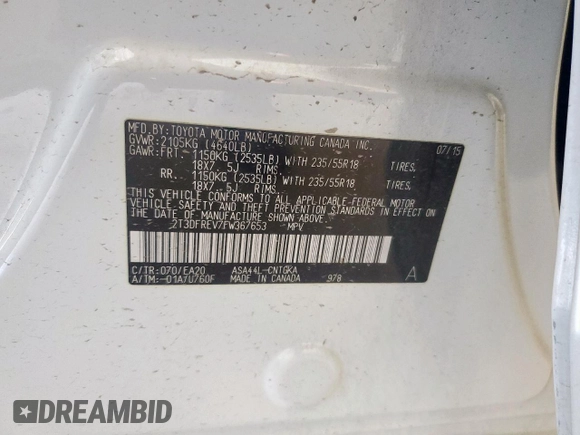 MFD.BY:TOYOTA MOTOR MANUFACTURING CANADA INC.
GVWR:2105KG (4640LB) 07/15
GAWR:FRT. 1150KG (2535LB) WITH 235/55R18 TIRES,
18X7.5J RIMS,
RR. 1150KG (2535LB) WITH 235/55R18 TIRES,
18X7.5J RIMS,
THIS VEHICLE CONFORMS TO ALL APPLICABLE FEDERAL MOTOR
VEHICLE SAFETY, AND THEFT PREVENTION STANDARDS IN
EFFECT ON THE DATE OF MANUFACTURE SHOWN ABOVE.
2T3DFREV7FW367653 MPV
C/TR:070/EA20 ASA44L-CNTGKA
A/TM:-01A/U760F MADE IN CANADA 978 A
DREAMBID